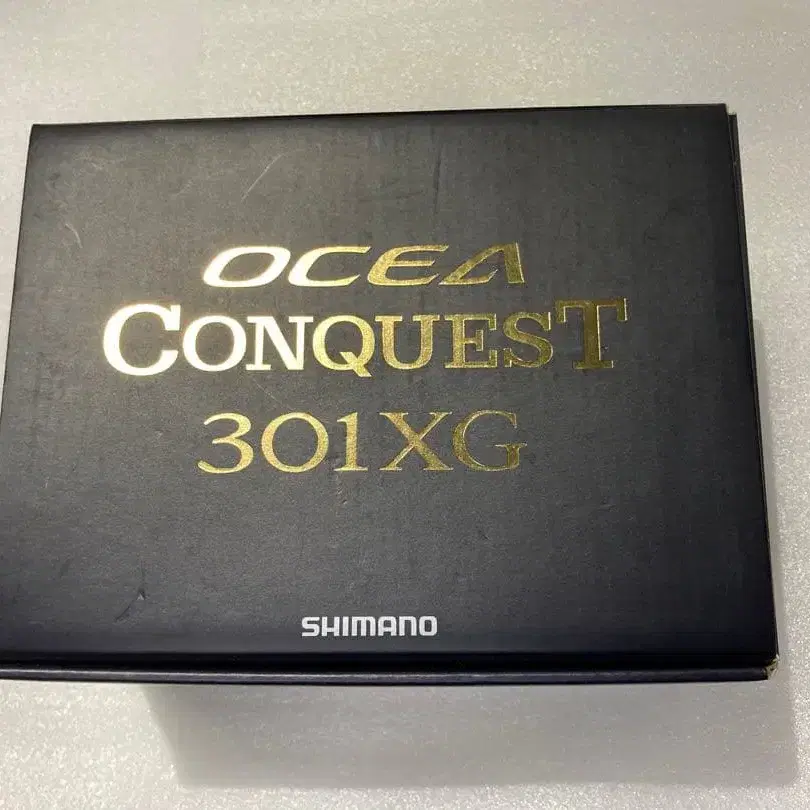 OCEA
CONQUEST
301XG
SHIMANO